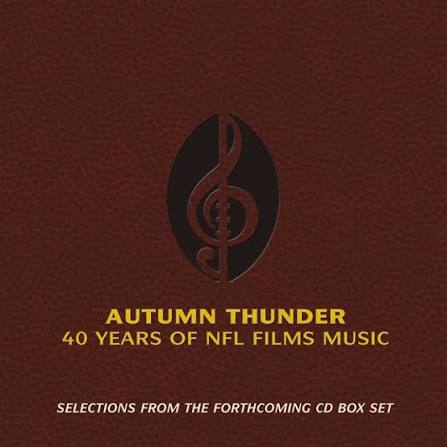 AUTUMN THUNDER
40 YEARS OF NFL FILMS MUSIC
SELECTIONS FROM THE FORTHCOMING CD BOX SET